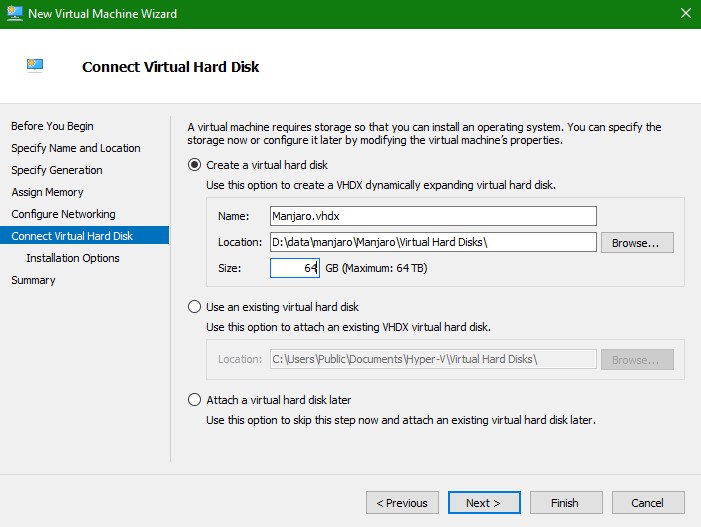 New Virtual Machine Wizard
Connect Virtual Hard Disk
Before You Begin
Specify Name and Location
Specify Generation
Assign Memory
Configure Networking
Connect Virtual Hard Disk
Installation Options
Summary
A virtual machine requires storage so that you can install an operating system. You can specify the
storage now or configure it later by modifying the virtual machine's properties.
Create a virtual hard disk
Use this option to create a VHDX dynamically expanding virtual hard disk.
Name: Manjaro.vhdx
Location: D:\data\manjaro\Manjaro\Virtual Hard Disks\ Browse...
Size: 64 GB (Maximum: 64 TB)
Use an existing virtual hard disk
Use this option to attach an existing VHDX virtual hard disk.
Location: C:\Users\Public\Documents\Hyper-V\Virtual Hard Disks\ Browse...
Attach a virtual hard disk later
Use this option to skip this step now and attach an existing virtual hard disk later.
< Previous Next > Finish Cancel